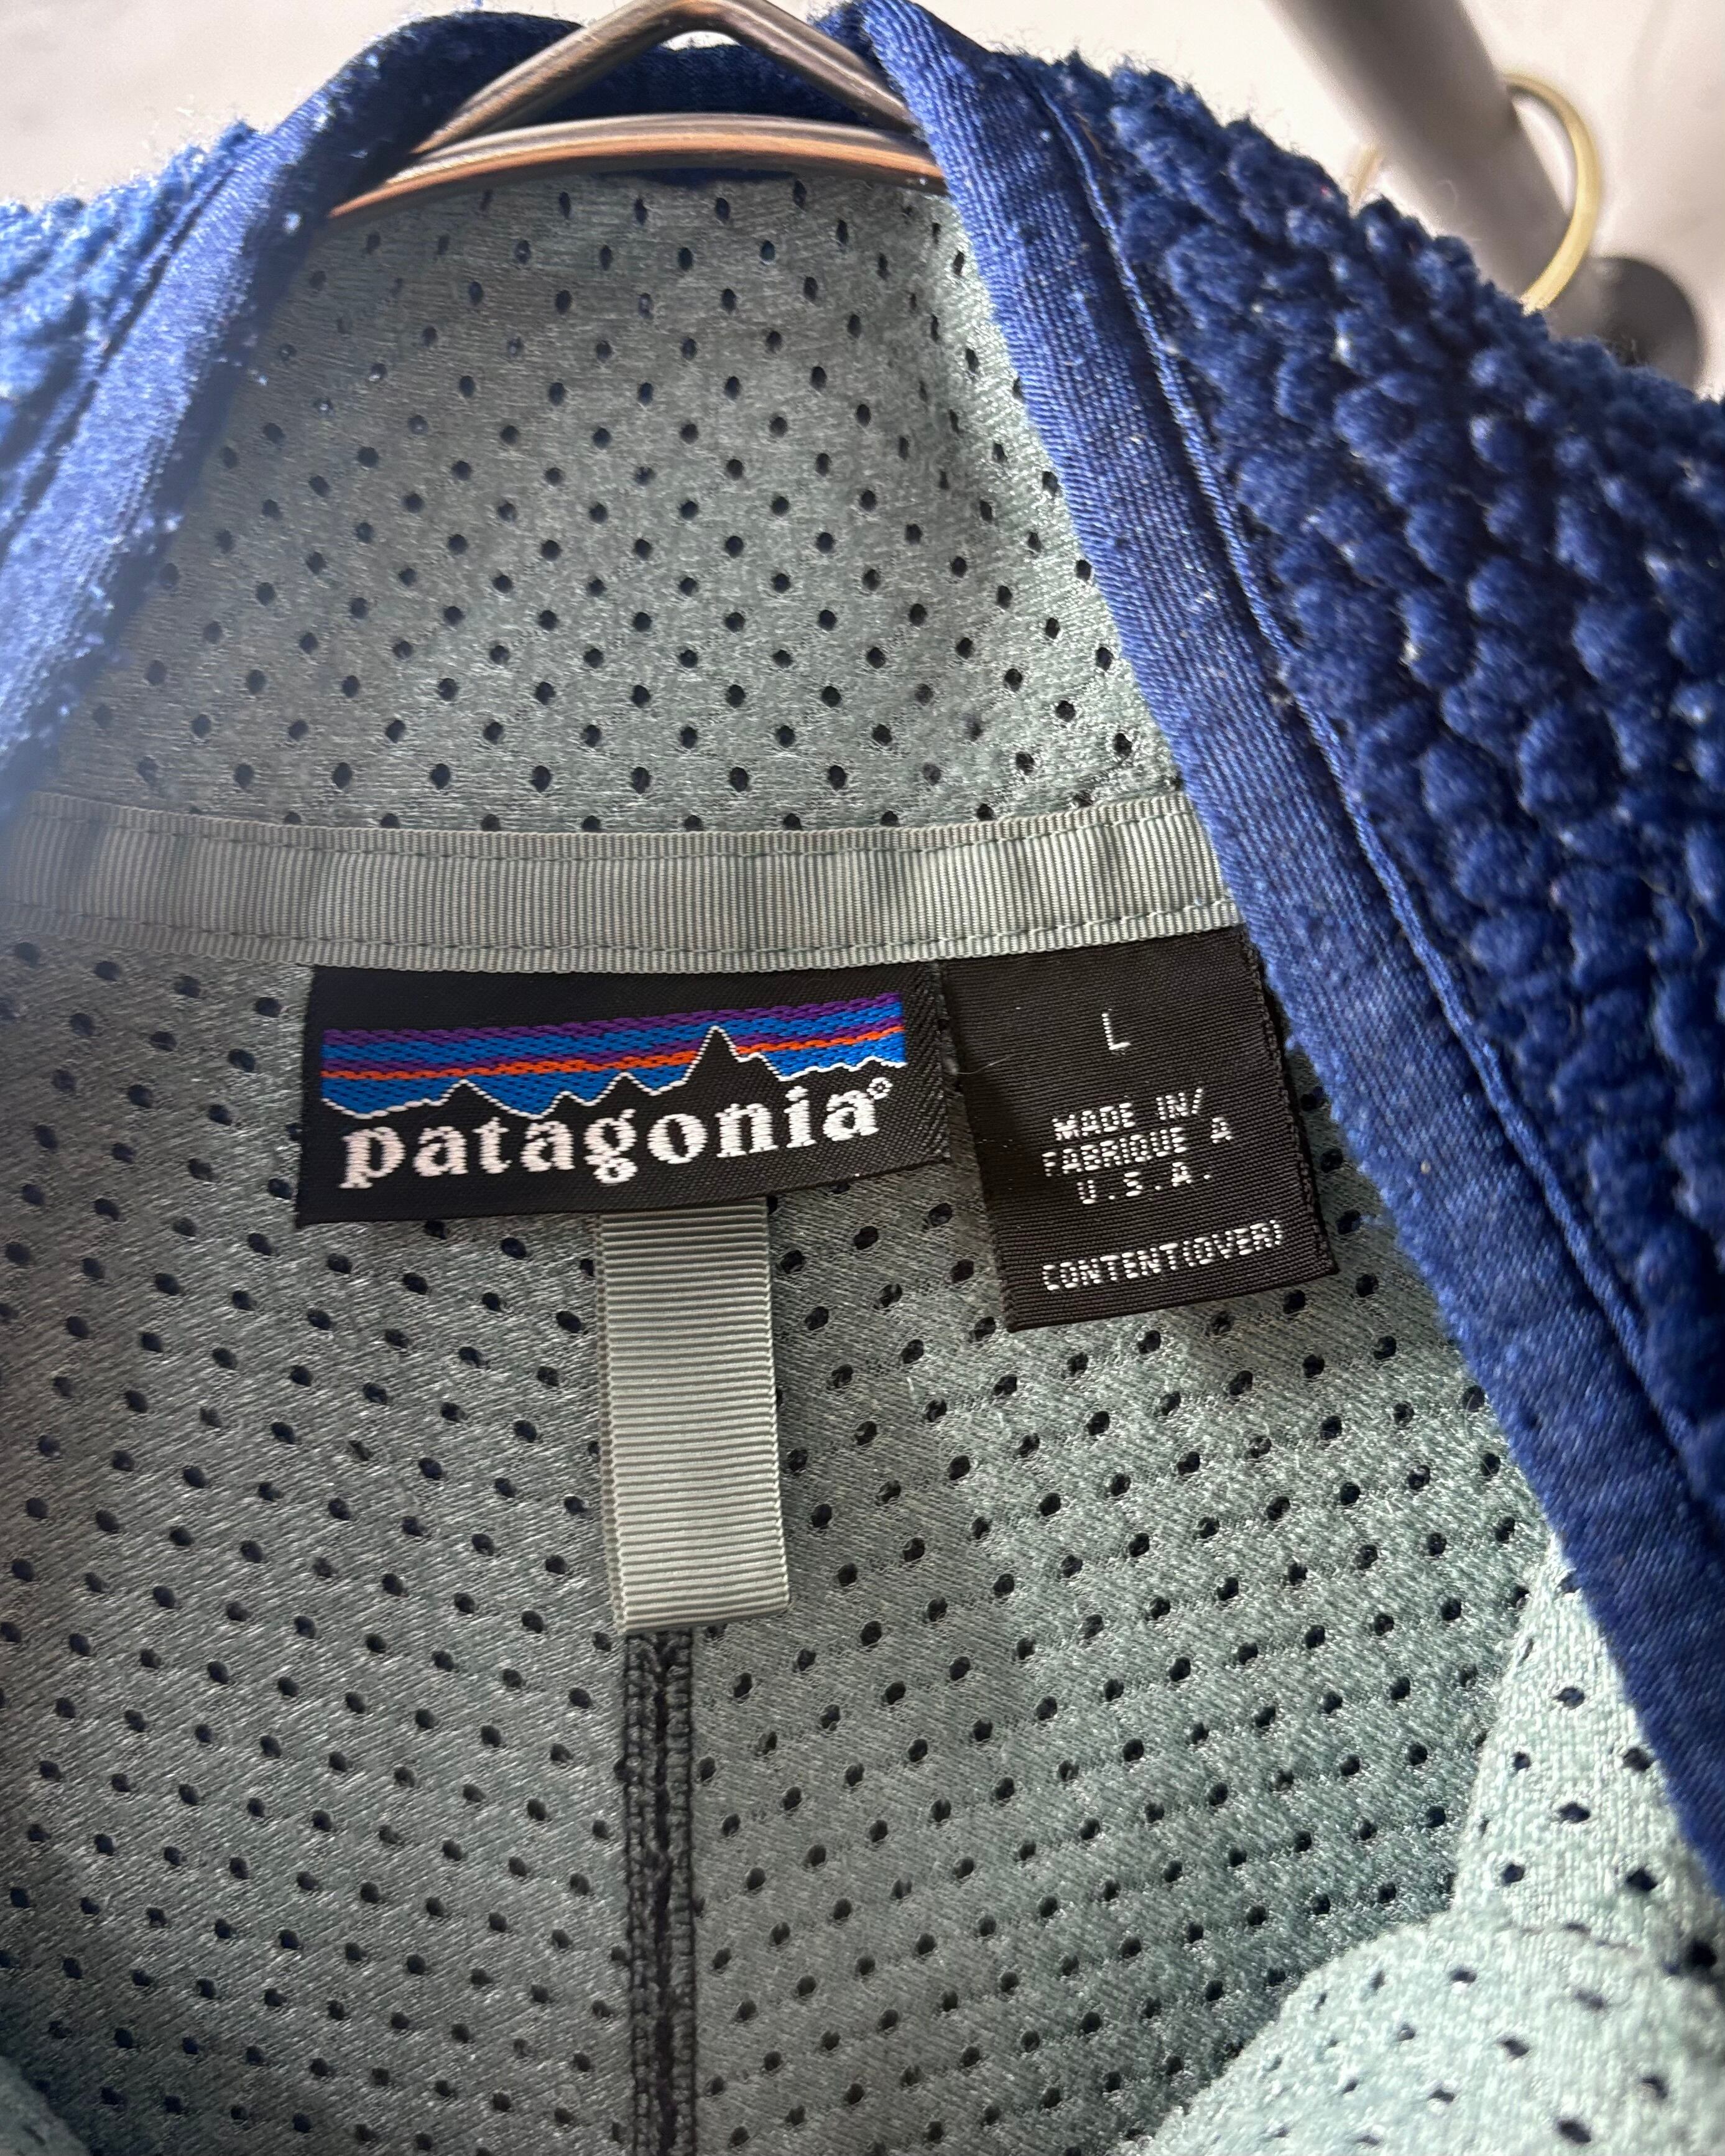 patagonia®
L
MADE IN/
FABRIQUE A
U.S.A.
CONTENT(OVER)